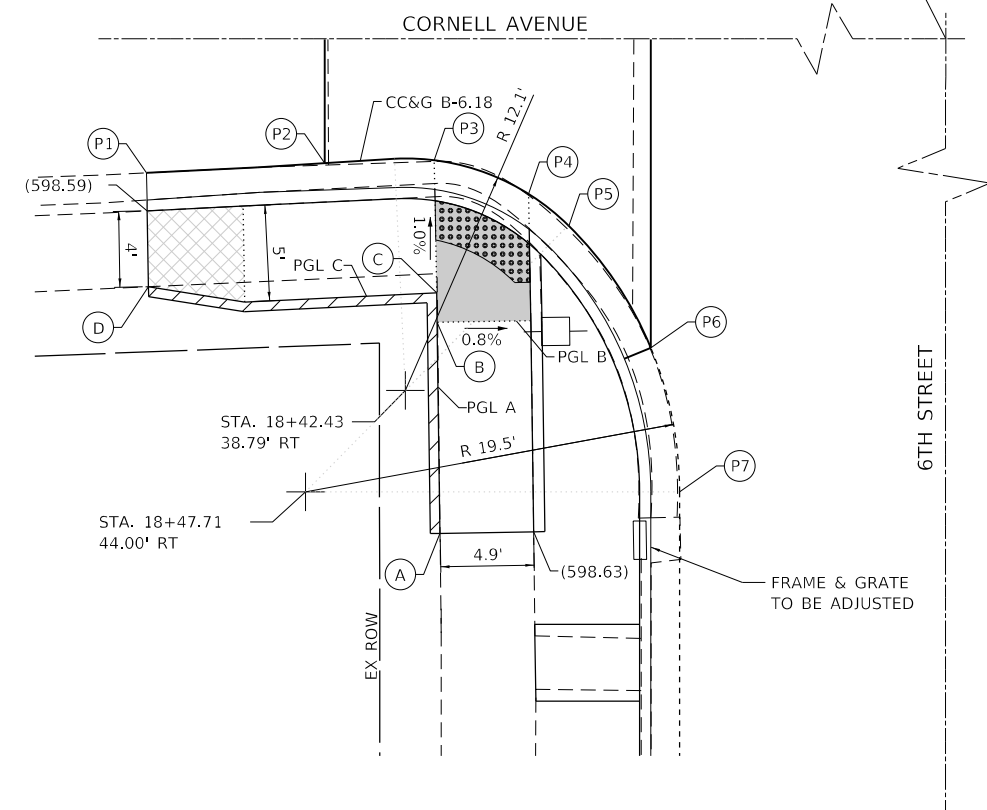 CORNELL AVENUE
CC&G B-6.18
R 12.1'
P1
P2
P3
P4
P5
(598.59)
4'
5'
1.0%
PGL C
C
D
0.8%
PGL B
B
P6
PGL A
STA. 18+42.43
38.79' RT
R 19.5'
6TH STREET
P7
STA. 18+47.71
44.00' RT
4.9'
A
(598.63)
FRAME & GRATE
TO BE ADJUSTED
EX ROW